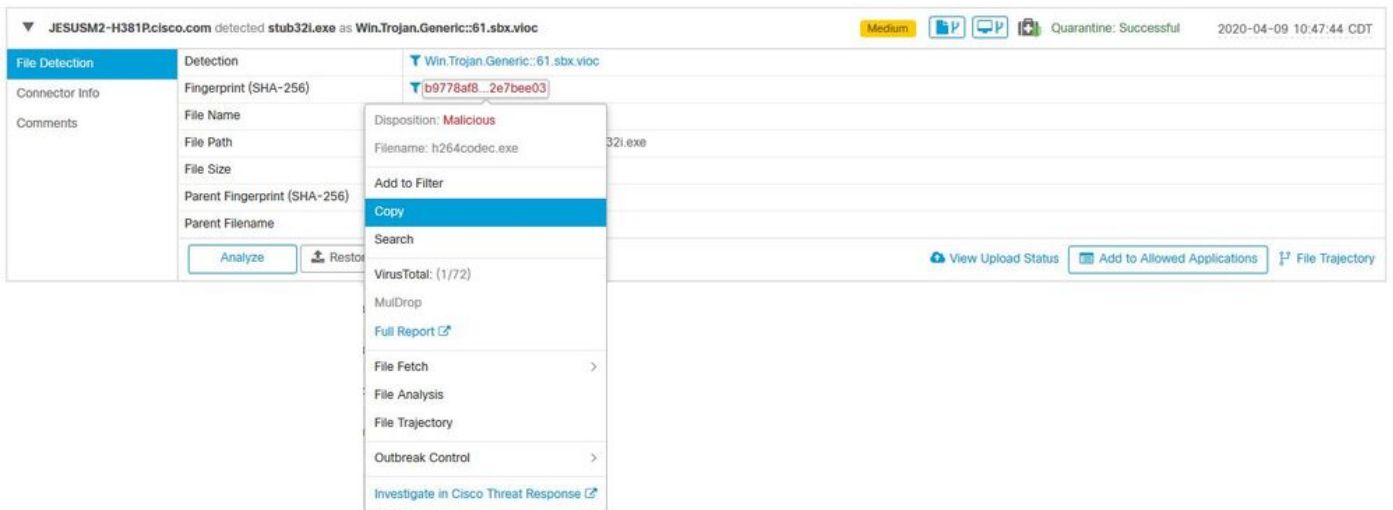 ▼ JESUSM2-H381P.cisco.com detected stub32i.exe as Win.Trojan.Generic::61.sbx.vioc Medium Quarantine: Successful 2020-04-09 10:47:44 CDT
File Detection
Connector Info
Comments
Detection Win.Trojan.Generic::61.sbx.vioc
Fingerprint (SHA-256) b9778af8...2e7bee03
File Name
File Path 32i.exe
File Size
Parent Fingerprint (SHA-256)
Parent Filename
Analyze Restor View Upload Status Add to Allowed Applications File Trajectory
Disposition: Malicious
Filename: h264codec.exe
Add to Filter
Copy
Search
VirusTotal: (1/72)
MulDrop
Full Report
File Fetch >
File Analysis
File Trajectory
Outbreak Control >
Investigate in Cisco Threat Response